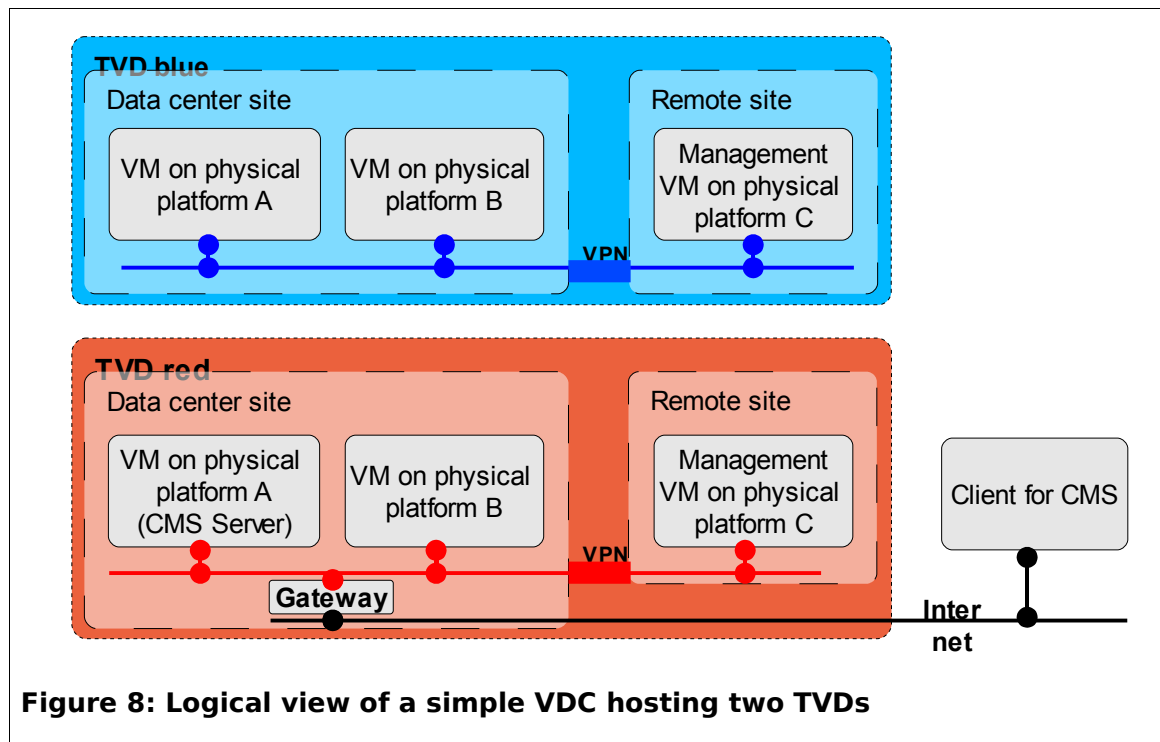 TVD blue
Data center site
Remote site
VM on physical
platform A
VM on physical
platform B
Management
VM on physical
platform C
VPN
TVD red
Data center site
Remote site
VM on physical
platform A
(CMS Server)
VM on physical
platform B
Management
VM on physical
platform C
Client for CMS
VPN
Gateway
Inter
net
Figure 8: Logical view of a simple VDC hosting two TVDs